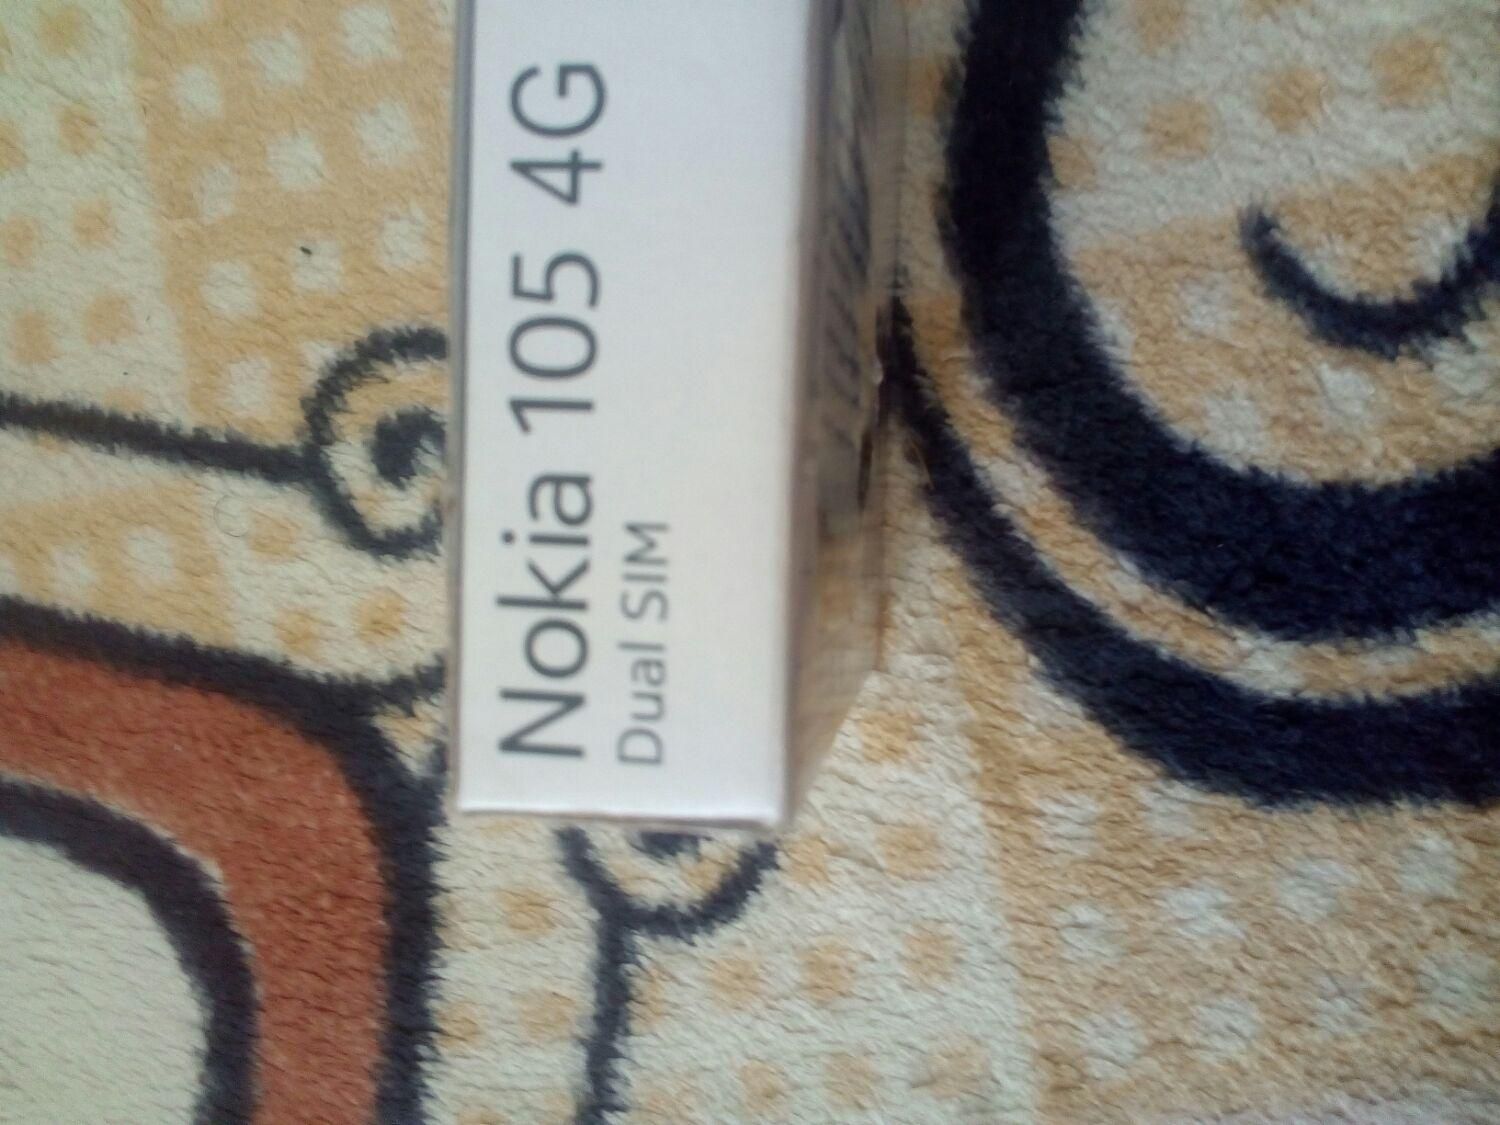 Nokia 105 4G
Dual SIM